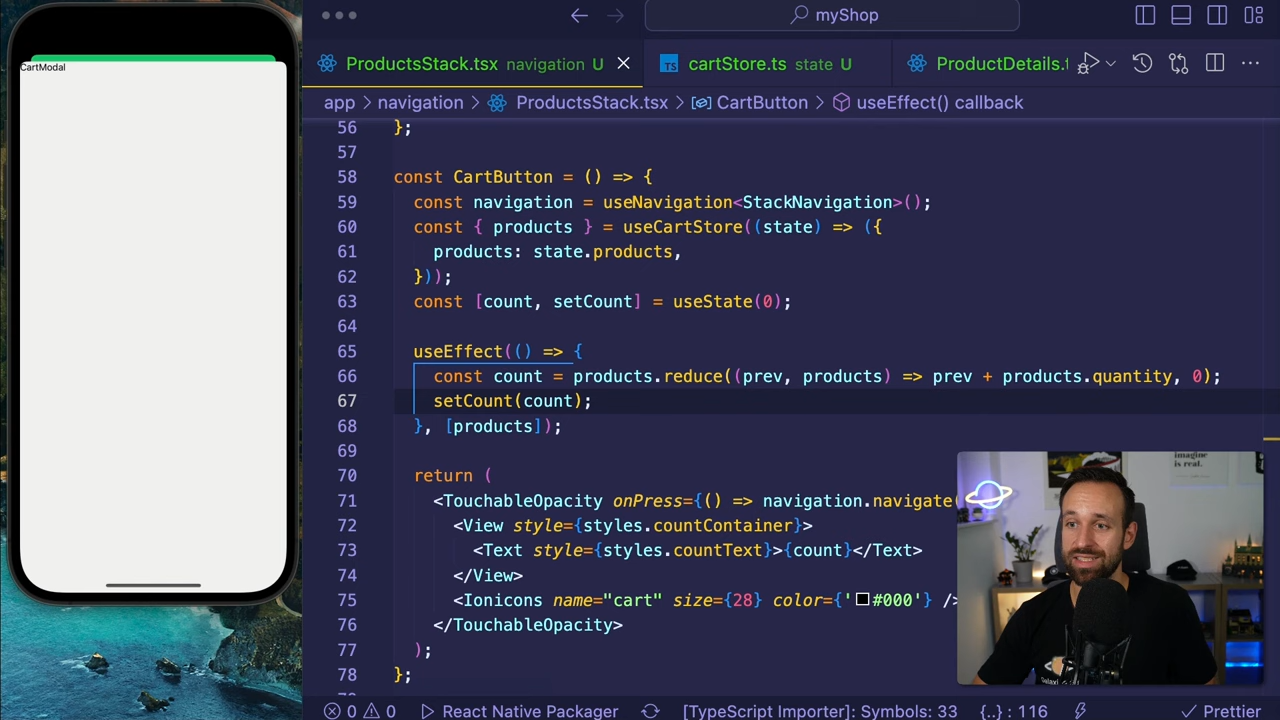 CartModal
myShop
ProductsStack.tsx navigation U
cartStore.ts state U
ProductDetails.t
app > navigation > ProductsStack.tsx > CartButton > useEffect() callback
56 };
57
58 const CartButton = () => {
59 const navigation = useNavigation<StackNavigation>();
60 const { products } = useCartStore((state) => ({
61 products: state.products,
62 }));
63 const [count, setCount] = useState(0);
64
65 useEffect(() => {
66 const count = products.reduce((prev, products) => prev + products.quantity, 0);
67 setCount(count);
68 }, [products]);
69
70 return (
71 <TouchableOpacity onPress={() => navigation.navigate(
72 <View style={styles.countContainer}>
73 <Text style={styles.countText}>{count}</Text>
74 </View>
75 <Ionicons name="cart" size={28} color={'#000'} />
76 </TouchableOpacity>
77 );
78 };
imagine
is real.
0 0 React Native Packager [TypeScript Importer]: Symbols: 33 {..} : 116 Prettier